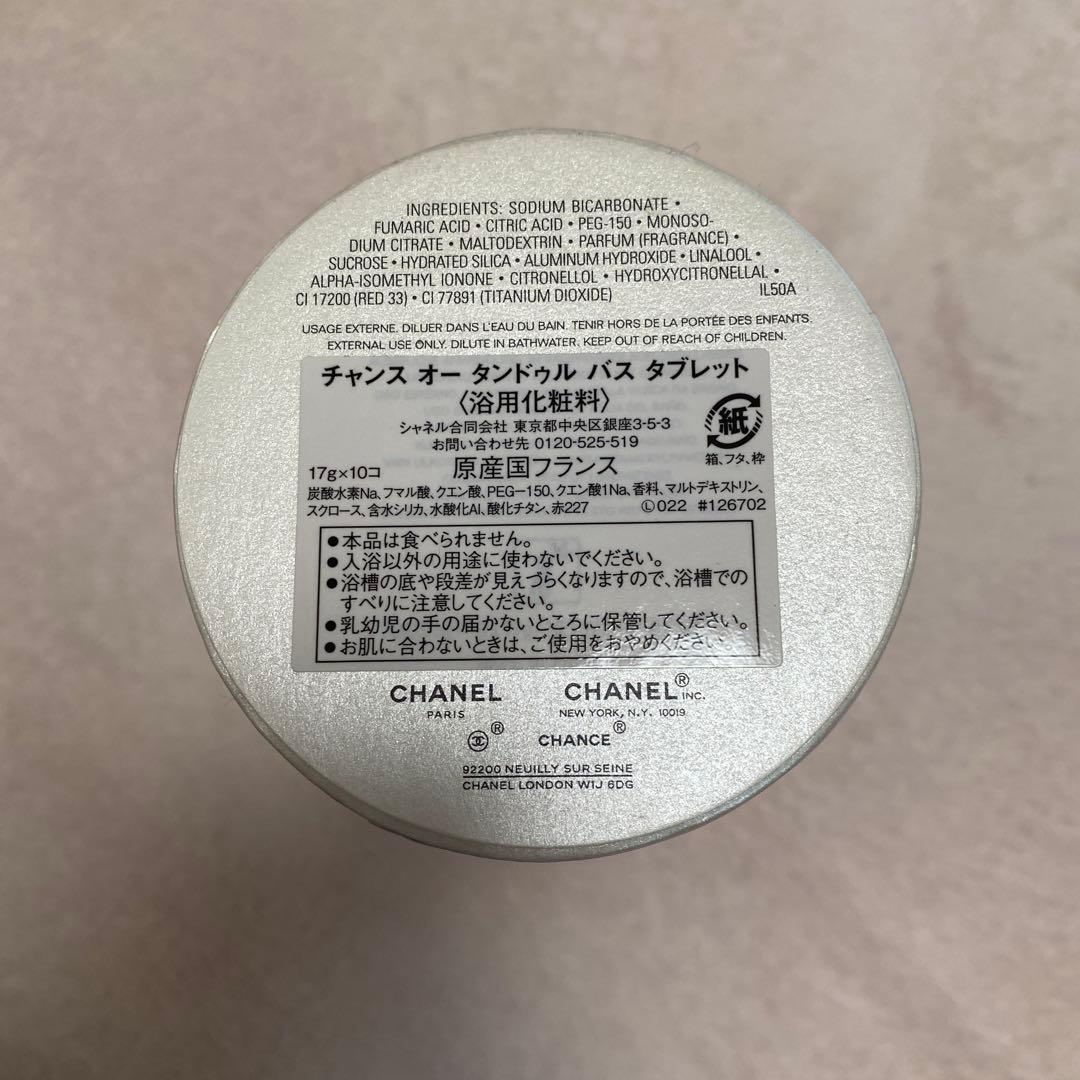 INGREDIENTS: SODIUM BICARBONATE •
FUMARIC ACID • CITRIC ACID • PEG-150 • MONOSO-
DIUM CITRATE • MALTODEXTRIN • PARFUM (FRAGRANCE) •
SUCROSE • HYDRATED SILICA • ALUMINUM HYDROXIDE • LINALOOL •
ALPHA-ISOMETHYL IONONE • CITRONELLOL • HYDROXYCITRONELLAL •
CI 17200 (RED 33) • CI 77891 (TITANIUM DIOXIDE) IL50A
USAGE EXTERNE. DILUER DANS L'EAU DU BAIN. TENIR HORS DE LA PORTÉE DES ENFANTS.
EXTERNAL USE ONLY. DILUTE IN BATHWATER. KEEP OUT OF REACH OF CHILDREN.
チャンス オー タンドゥル バス タブレット
〈浴用化粧料〉
シャネル合同会社 東京都中央区銀座3-5-3
お問い合わせ先 0120-525-519
紙
箱、フタ、枠
17g×10コ 原産国フランス
炭酸水素Na、フマル酸、クエン酸、PEG-150、クエン酸1Na、香料、マルトデキストリン、
スクロース、含水シリカ、水酸化Al、酸化チタン、赤227 Ⓛ022 #126702
●本品は食べられません。
●入浴以外の用途に使わないでください。
●浴槽の底や段差が見えづらくなりますので、浴槽での
すべりに注意してください。
●乳幼児の手の届かないところに保管してください。
●お肌に合わないときは、ご使用をおやめください。
CHANEL CHANEL® INC.
PARIS NEW YORK, N.Y. 10019
® CHANCE®
92200 NEUILLY SUR SEINE
CHANEL LONDON W1J 6DG